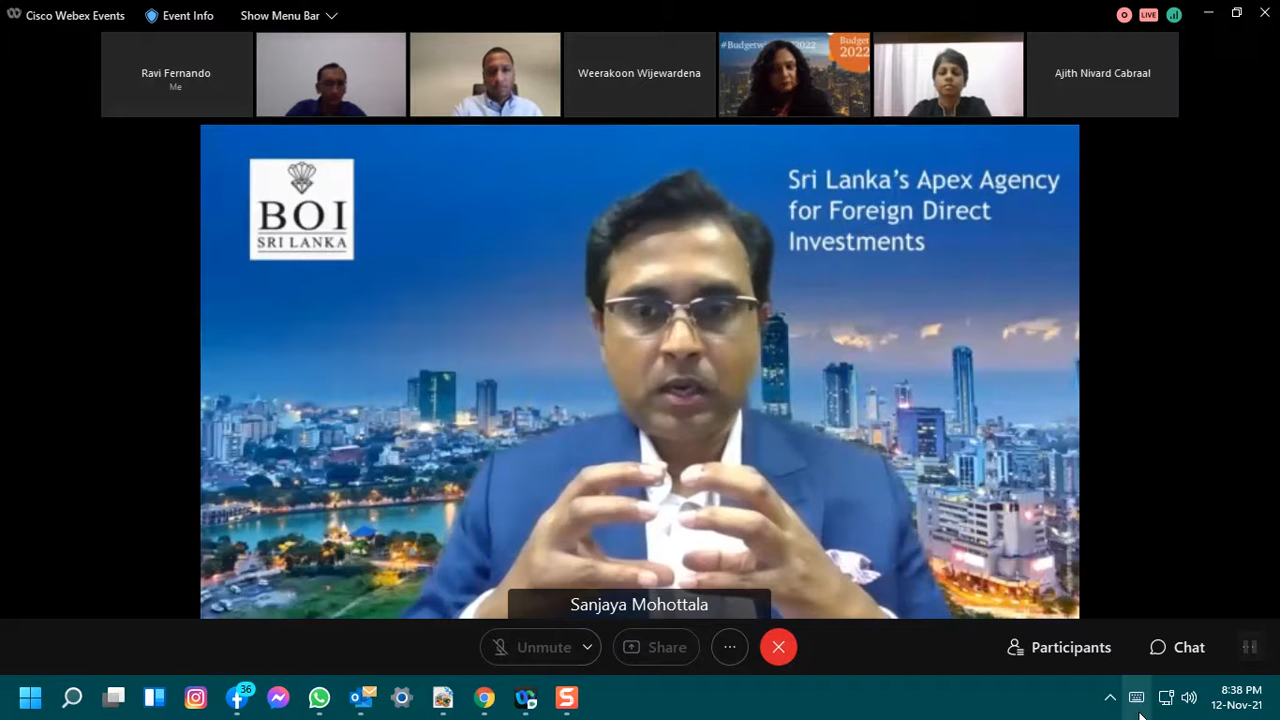 Cisco Webex Events
Event Info
Show Menu Bar
LIVE
Ravi Fernando
Me
Weerakoon Wijewardena
Budget
2022
Ajith Nivard Cabraal
BOI
SRI LANKA
Sri Lanka's Apex Agency
for Foreign Direct
Investments
Sanjaya Mohottala
Unmute
Share
Participants
Chat
36
8:38 PM
12-Nov-21